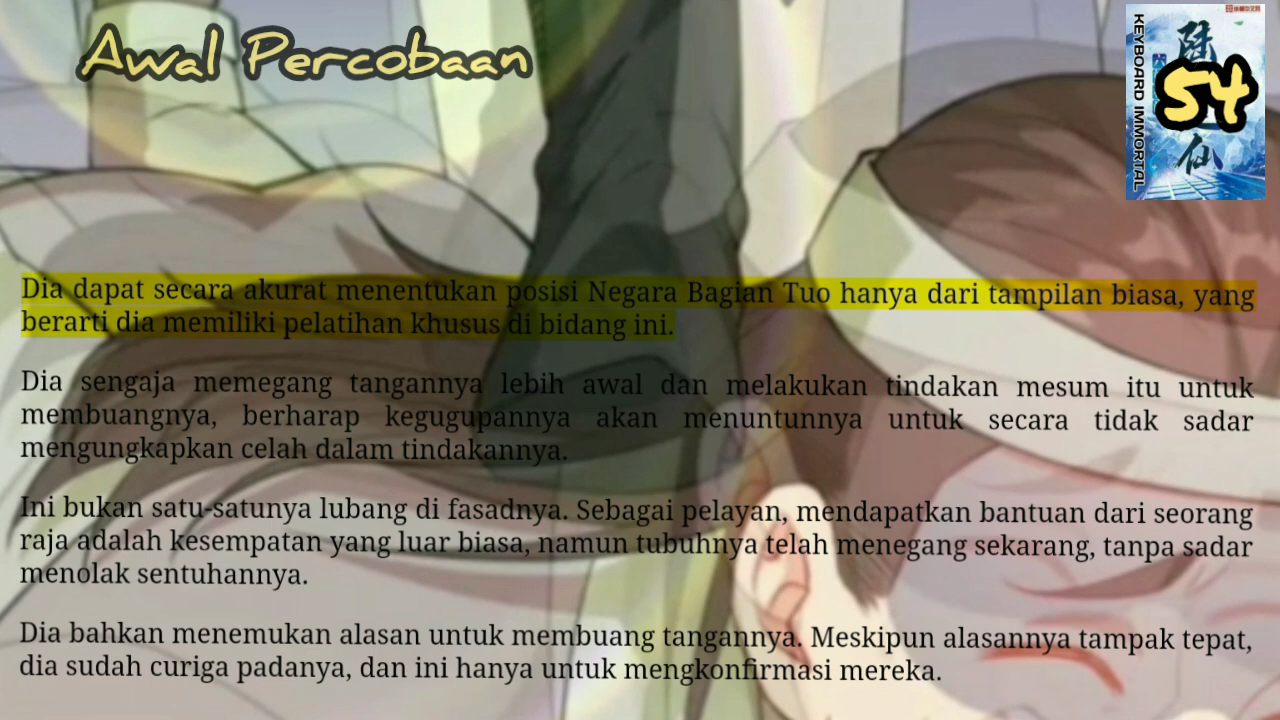 Awal Percobaan
KEYBOARD IMMORTAL
54
仙
Dia dapat secara akurat menentukan posisi Negara Bagian Tuo hanya dari tampilan biasa, yang
berarti dia memiliki pelatihan khusus di bidang ini.
Dia sengaja memegang tangannya lebih awal dan melakukan tindakan mesum itu untuk
membuangnya, berharap kegugupannya akan menuntunnya untuk secara tidak sadar
mengungkapkan celah dalam tindakannya.
Ini bukan satu-satunya lubang di fasadnya. Sebagai pelayan, mendapatkan bantuan dari seorang
raja adalah kesempatan yang luar biasa, namun tubuhnya telah menegang sekarang, tanpa sadar
menolak sentuhannya.
Dia bahkan menemukan alasan untuk membuang tangannya. Meskipun alasannya tampak tepat,
dia sudah curiga padanya, dan ini hanya untuk mengkonfirmasi mereka.